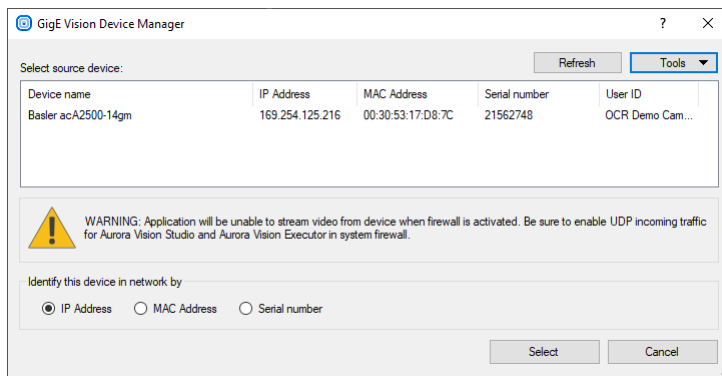 GigE Vision Device Manager
? X
Select source device:
Refresh
Tools
Device name IP Address MAC Address Serial number User ID
Basler acA2500-14gm 169.254.125.216 00:30:53:17:D8:7C 21562748 OCR Demo Cam...
WARNING: Application will be unable to stream video from device when firewall is activated. Be sure to enable UDP incoming traffic
for Aurora Vision Studio and Aurora Vision Executor in system firewall.
Identify this device in network by
IP Address MAC Address Serial number
Select Cancel